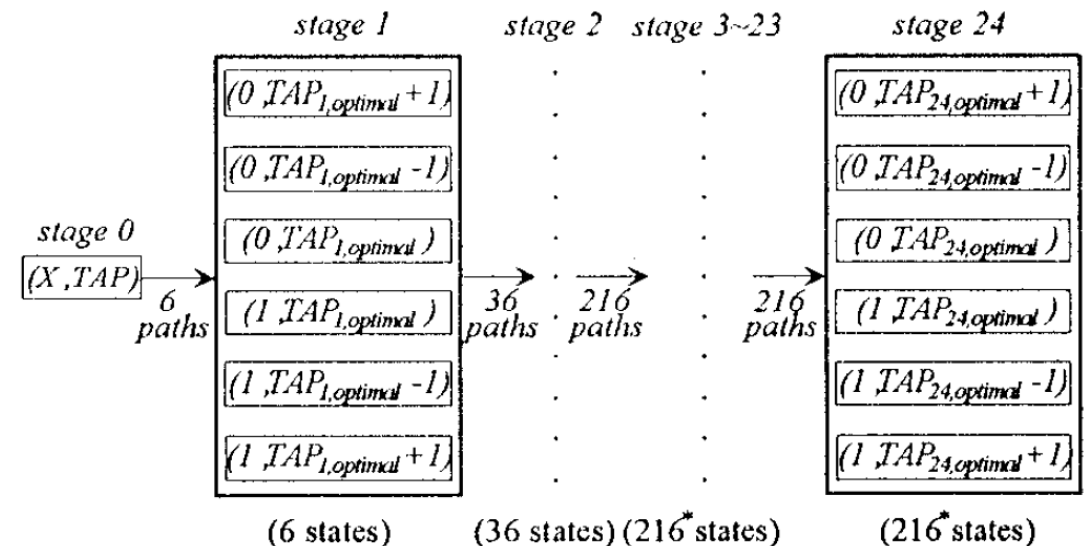 stage 1 stage 2 stage 3~23 stage 24
(0 ,TAP1,optimal +1) (0 ,TAP24,optimal +1)
(0 ,TAP1,optimal -1) (0 ,TAP24,optimal -1)
stage 0 (0 ,TAP1,optimal ) (0 ,TAP24,optimal )
(X ,TAP)
6 paths 36 paths 216 paths 216 paths
(1 ,TAP1,optimal ) (1 ,TAP24,optimal )
(1 ,TAP1,optimal -1) (1 ,TAP24,optimal -1)
(1 ,TAP1,optimal +1) (1 ,TAP24,optimal +1)
(6 states) (36 states) (216* states) (216* states)